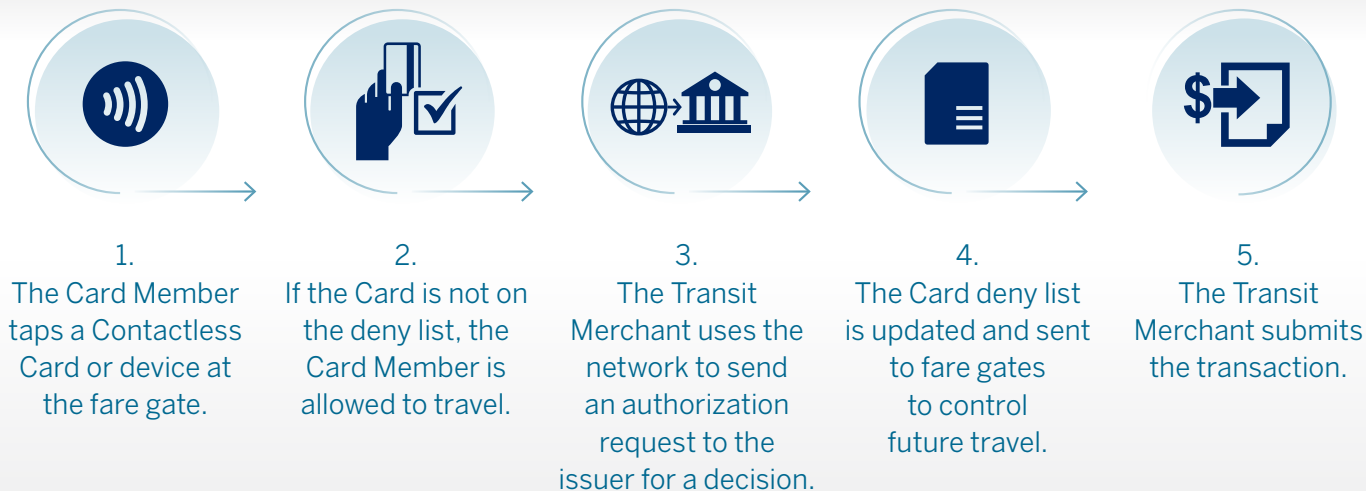 1.
The Card Member
taps a Contactless
Card or device at
the fare gate.
2.
If the Card is not on
the deny list, the
Card Member is
allowed to travel.
3.
The Transit
Merchant uses the
network to send
an authorization
request to the
issuer for a decision.
4.
The Card deny list
is updated and sent
to fare gates
to control
future travel.
5.
The Transit
Merchant submits
the transaction.
$